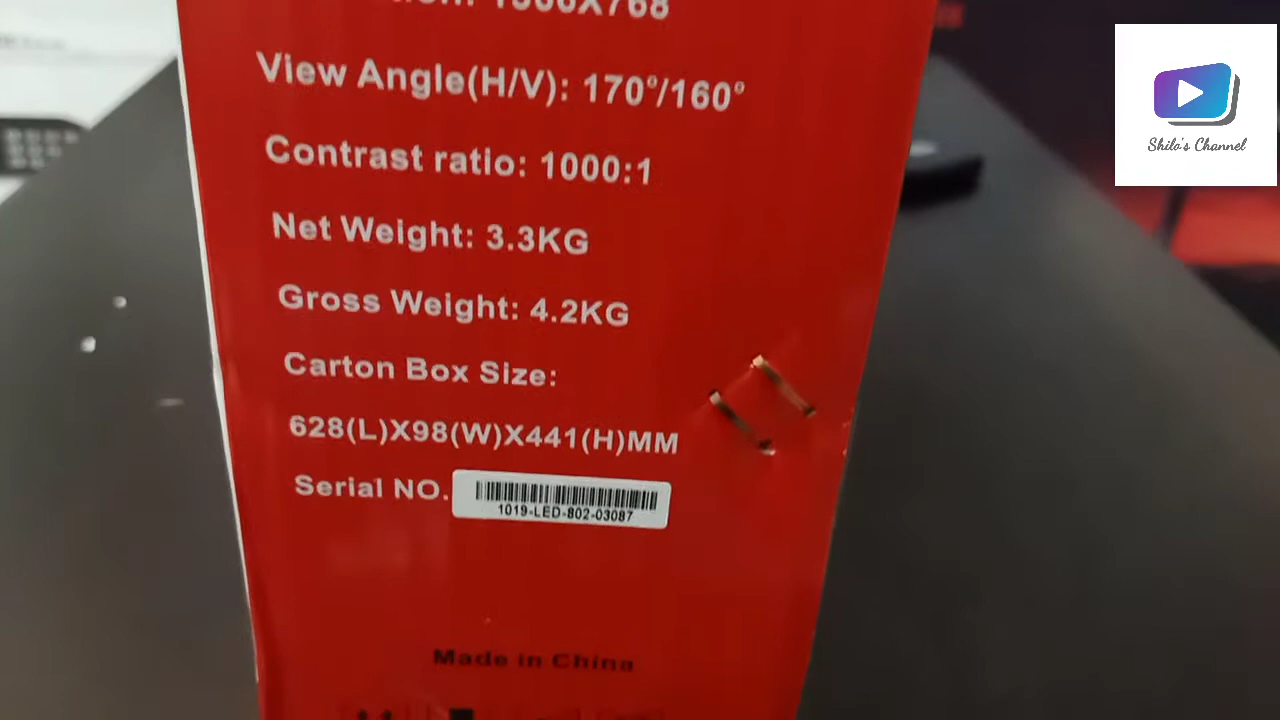 1366X768
View Angle(H/V): 170°/160°
Contrast ratio: 1000:1
Net Weight: 3.3KG
Gross Weight: 4.2KG
Carton Box Size:
628(L)X98(W)X441(H)MM
Serial NO.
1019-LED-802-03087
Made in China
Shilo's Channel